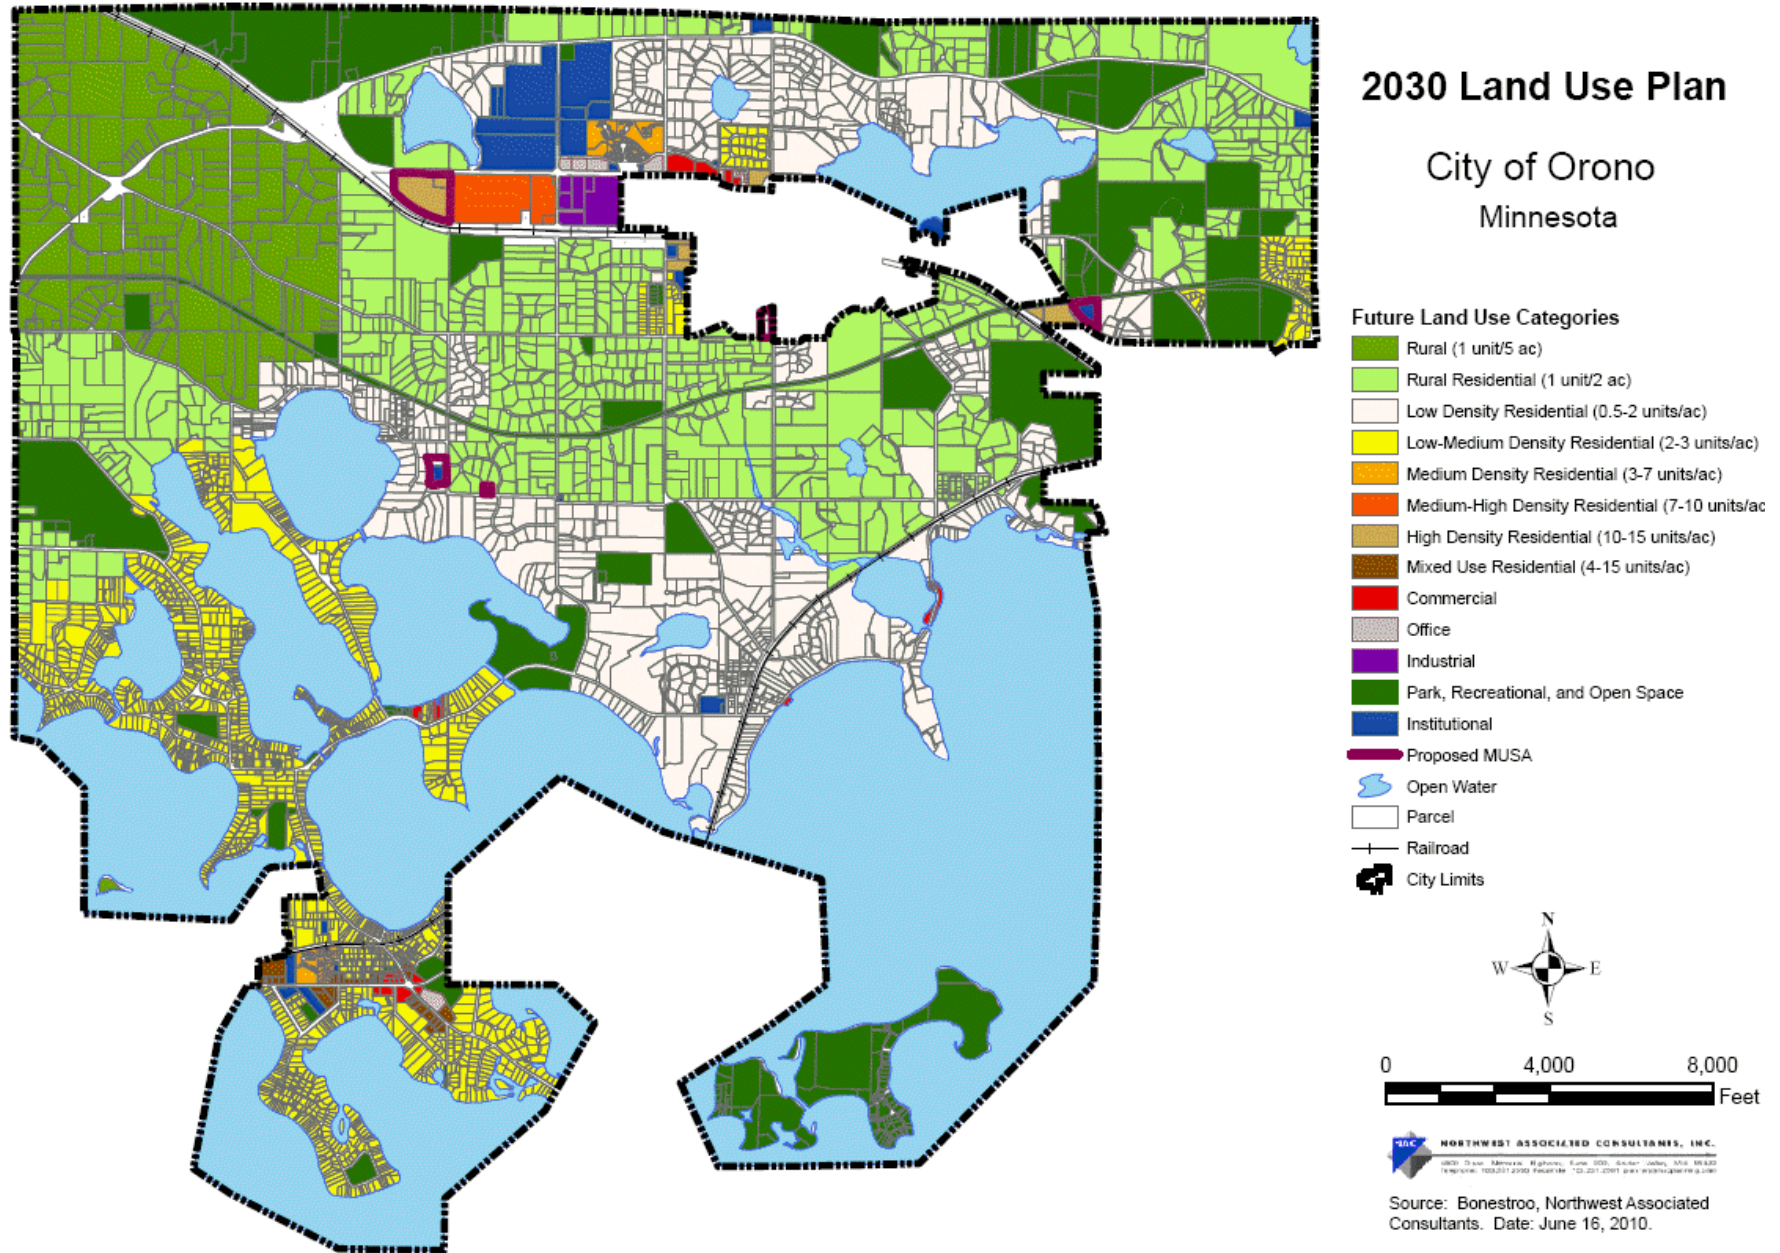 2030 Land Use Plan
City of Orono
Minnesota
Future Land Use Categories
Rural (1 unit/5 ac)
Rural Residential (1 unit/2 ac)
Low Density Residential (0.5-2 units/ac)
Low-Medium Density Residential (2-3 units/ac)
Medium Density Residential (3-7 units/ac)
Medium-High Density Residential (7-10 units/ac
High Density Residential (10-15 units/ac)
Mixed Use Residential (4-15 units/ac)
Commercial
Office
Industrial
Park, Recreational, and Open Space
Institutional
Proposed MUSA
Open Water
Parcel
Railroad
City Limits
N
W E
S
0 4,000 8,000
Feet
NORTHWEST ASSOCIATED CONSULTANTS, INC.
Source: Bonestroo, Northwest Associated
Consultants. Date: June 16, 2010.